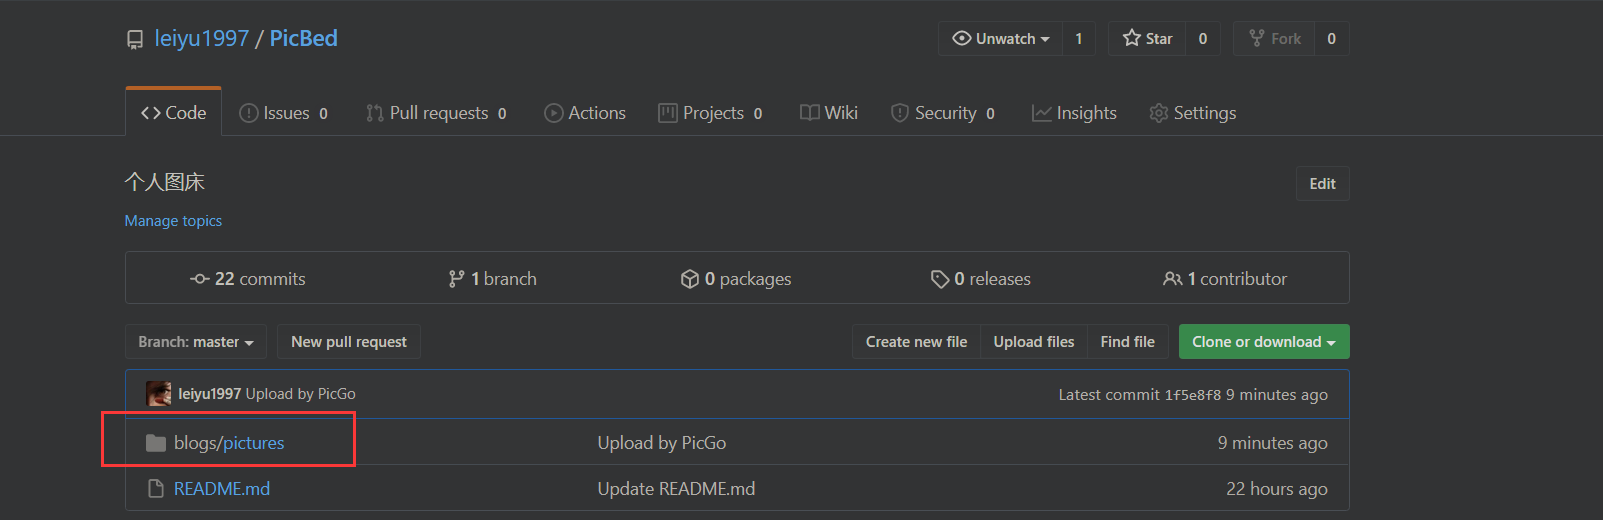 leiyu1997 / PicBed Unwatch 1 Star 0 Fork 0
Code Issues 0 Pull requests 0 Actions Projects 0 Wiki Security 0 Insights Settings
个人图床 Edit
Manage topics
22 commits 1 branch 0 packages 0 releases 1 contributor
Branch: master New pull request Create new file Upload files Find file Clone or download
leiyu1997 Upload by PicGo Latest commit 1f5e8f8 9 minutes ago
blogs/pictures Upload by PicGo 9 minutes ago
README.md Update README.md 22 hours ago